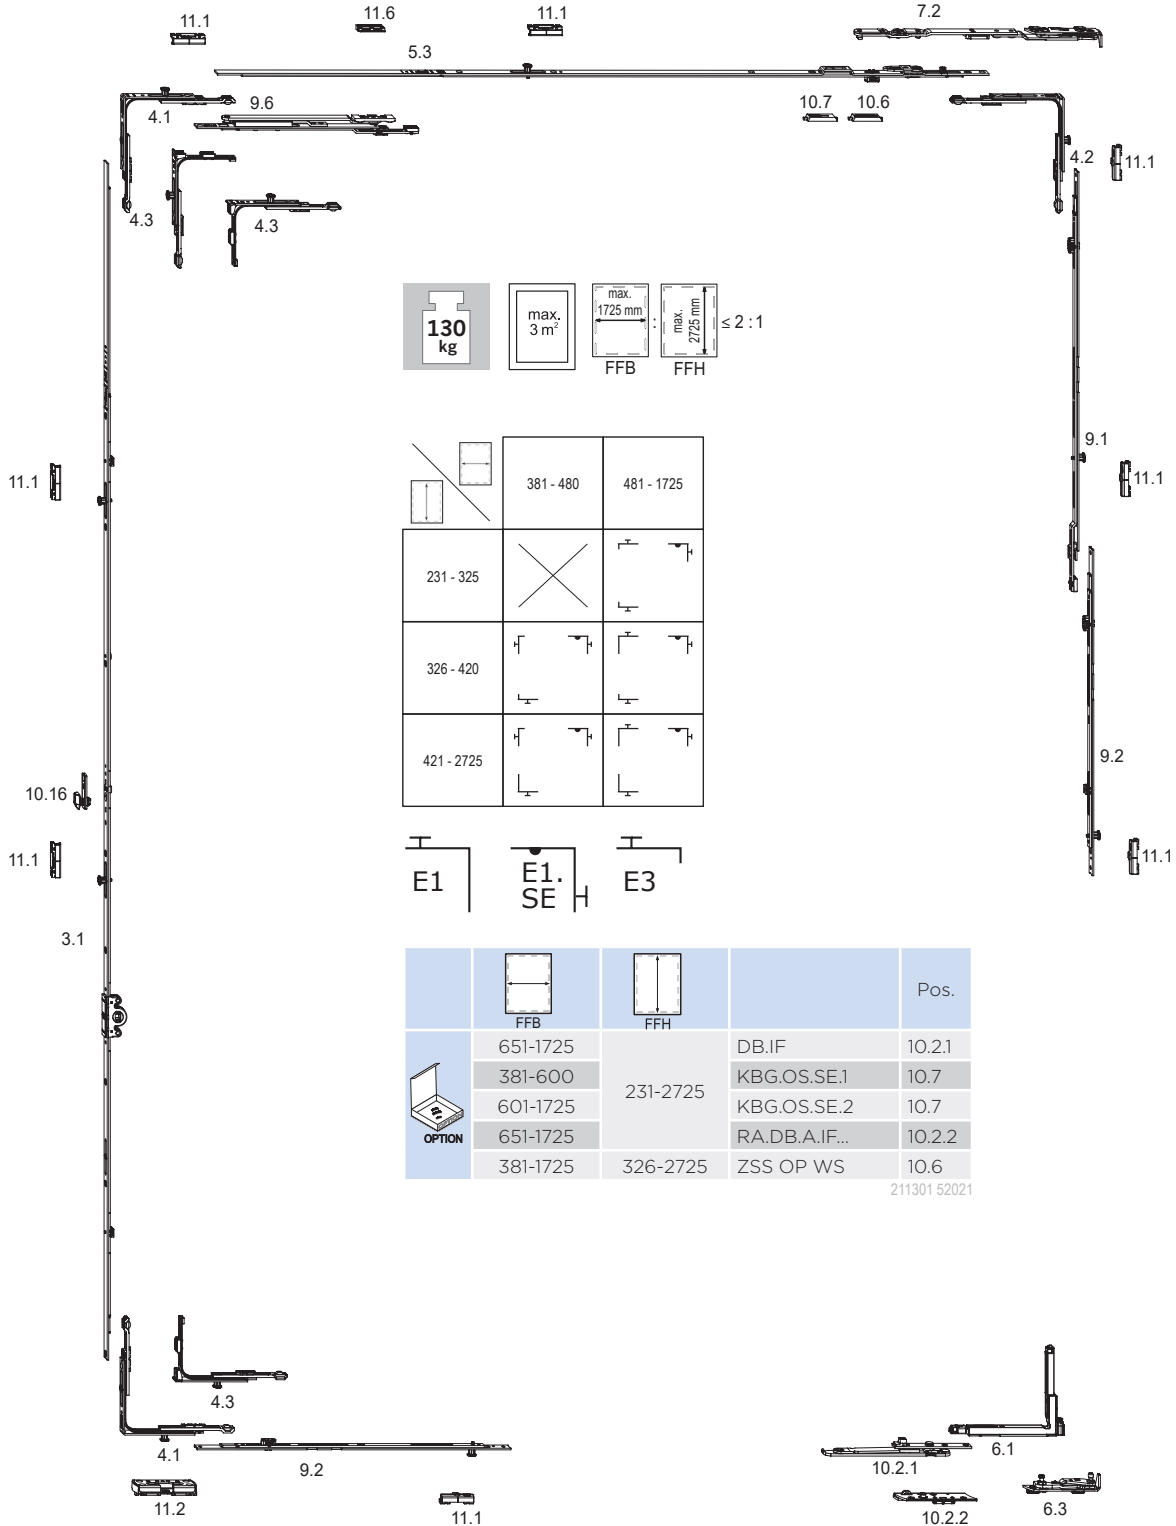 11.1
11.6
11.1
7.2
5.3
4.1
9.6
10.7
10.6
4.2
11.1
4.3
4.3
130
kg
max.
3 m²
max.
1725 mm
FFB
:
max.
2725 mm
FFH
≤ 2 : 1
9.1
11.1
11.1
381 - 480
481 - 1725
231 - 325
326 - 420
421 - 2725
9.2
10.16
11.1
11.1
E1
E1.
SE
E3
3.1
FFB
FFH
Pos.
OPTION
651-1725
231-2725
DB.IF
10.2.1
381-600
KBG.OS.SE.1
10.7
601-1725
KBG.OS.SE.2
10.7
651-1725
RA.DB.A.IF...
10.2.2
381-1725
326-2725
ZSS OP WS
10.6
211301 52021
4.3
4.1
9.2
6.1
10.2.1
11.2
11.1
10.2.2
6.3